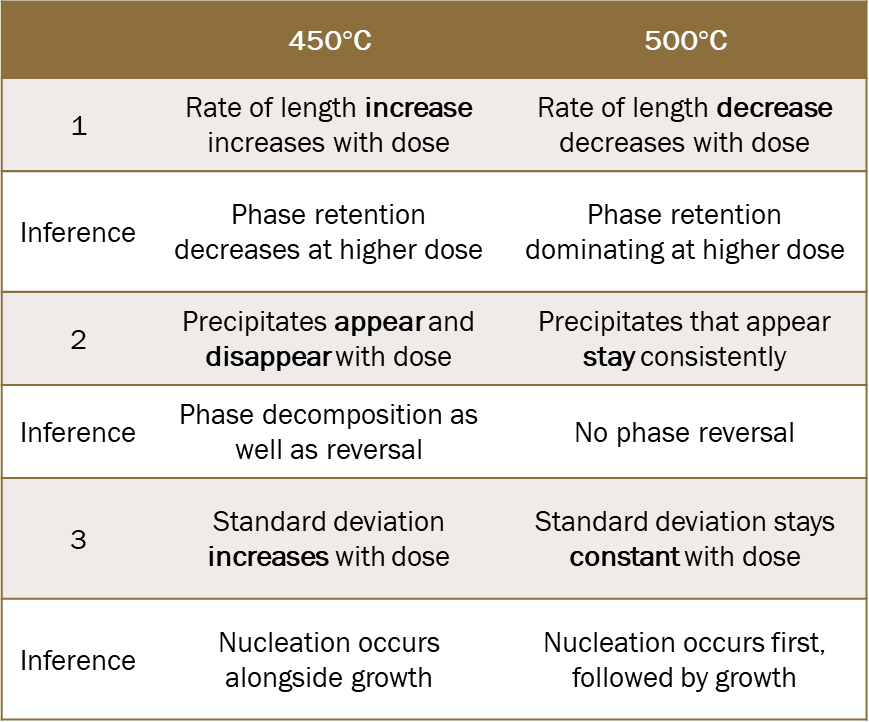 450°C 500°C
1
Rate of length increase
increases with dose
Rate of length decrease
decreases with dose
Inference
Phase retention
decreases at higher dose
Phase retention
dominating at higher dose
2
Precipitates appear and
disappear with dose
Precipitates that appear
stay consistently
Inference
Phase decomposition as
well as reversal
No phase reversal
3
Standard deviation
increases with dose
Standard deviation stays
constant with dose
Inference
Nucleation occurs
alongside growth
Nucleation occurs first,
followed by growth